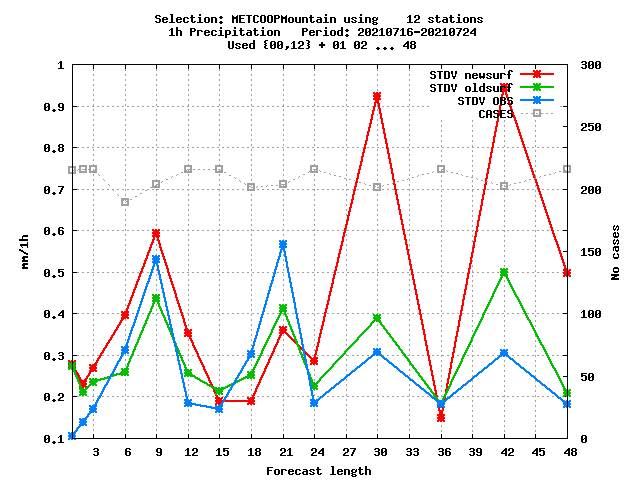 Selection: METCOOPMountain using    12 stations
1h Precipitation   Period: 20210716-20210724
Used {00,12} + 01 02 ... 48
STDV newsurf
STDV oldsurf
STDV OBS
CASES
mm/1h
1
0,9
0,8
0,7
0,6
0,5
0,4
0,3
0,2
0,1
300
250
200
150
100
50
0
No cases
3 6 9 12 15 18 21 24 27 30 33 36 39 42 45 48
Forecast length